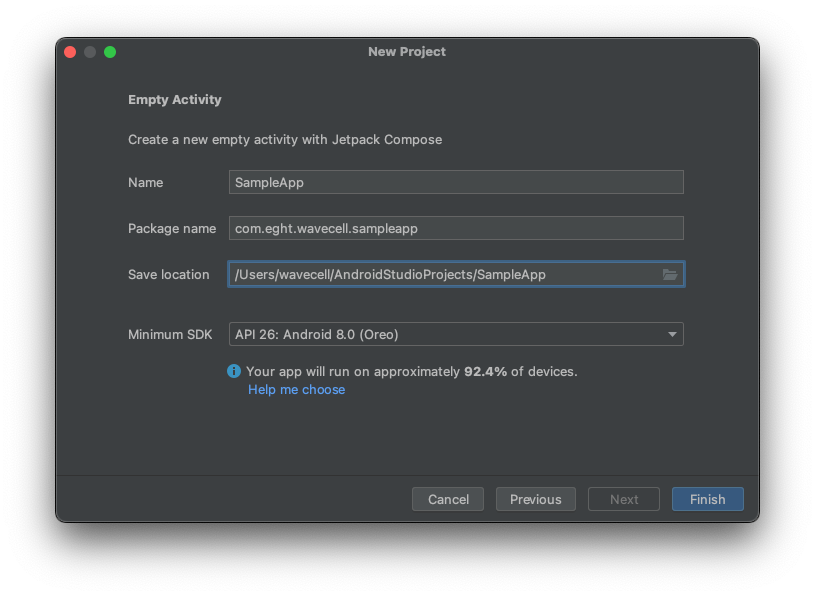 New Project
Empty Activity
Create a new empty activity with Jetpack Compose
Name SampleApp
Package name com.eght.wavecell.sampleapp
Save location /Users/wavecell/AndroidStudioProjects/SampleApp
Minimum SDK API 26: Android 8.0 (Oreo)
Your app will run on approximately 92.4% of devices.
Help me choose
Cancel Previous Next Finish